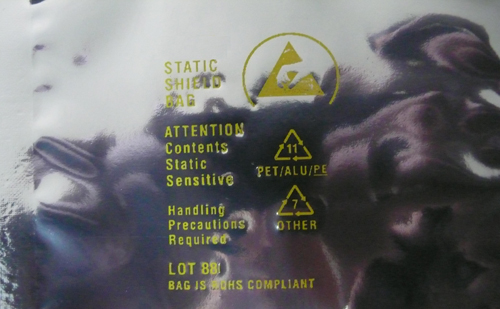 STATIC
SHIELD
BAG
ATTENTION
Contents
Static
Sensitive
11
PET/ALU/PE
Handling
Precautions
Required
7
OTHER
LOT 881
BAG IS ROHS COMPLIANT